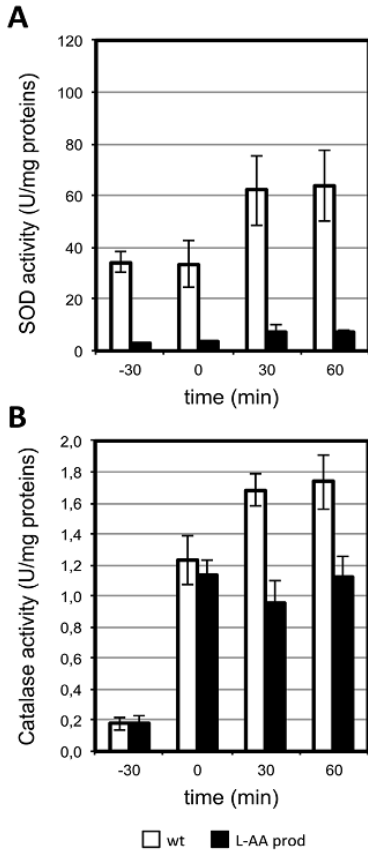 A
SOD activity (U/mg proteins)
120
100
80
60
40
20
0
-30 0 30 60
time (min)
B
Catalase activity (U/mg proteins)
2,0
1,8
1,6
1,4
1,2
1,0
0,8
0,6
0,4
0,2
0,0
-30 0 30 60
time (min)
wt L-AA prod